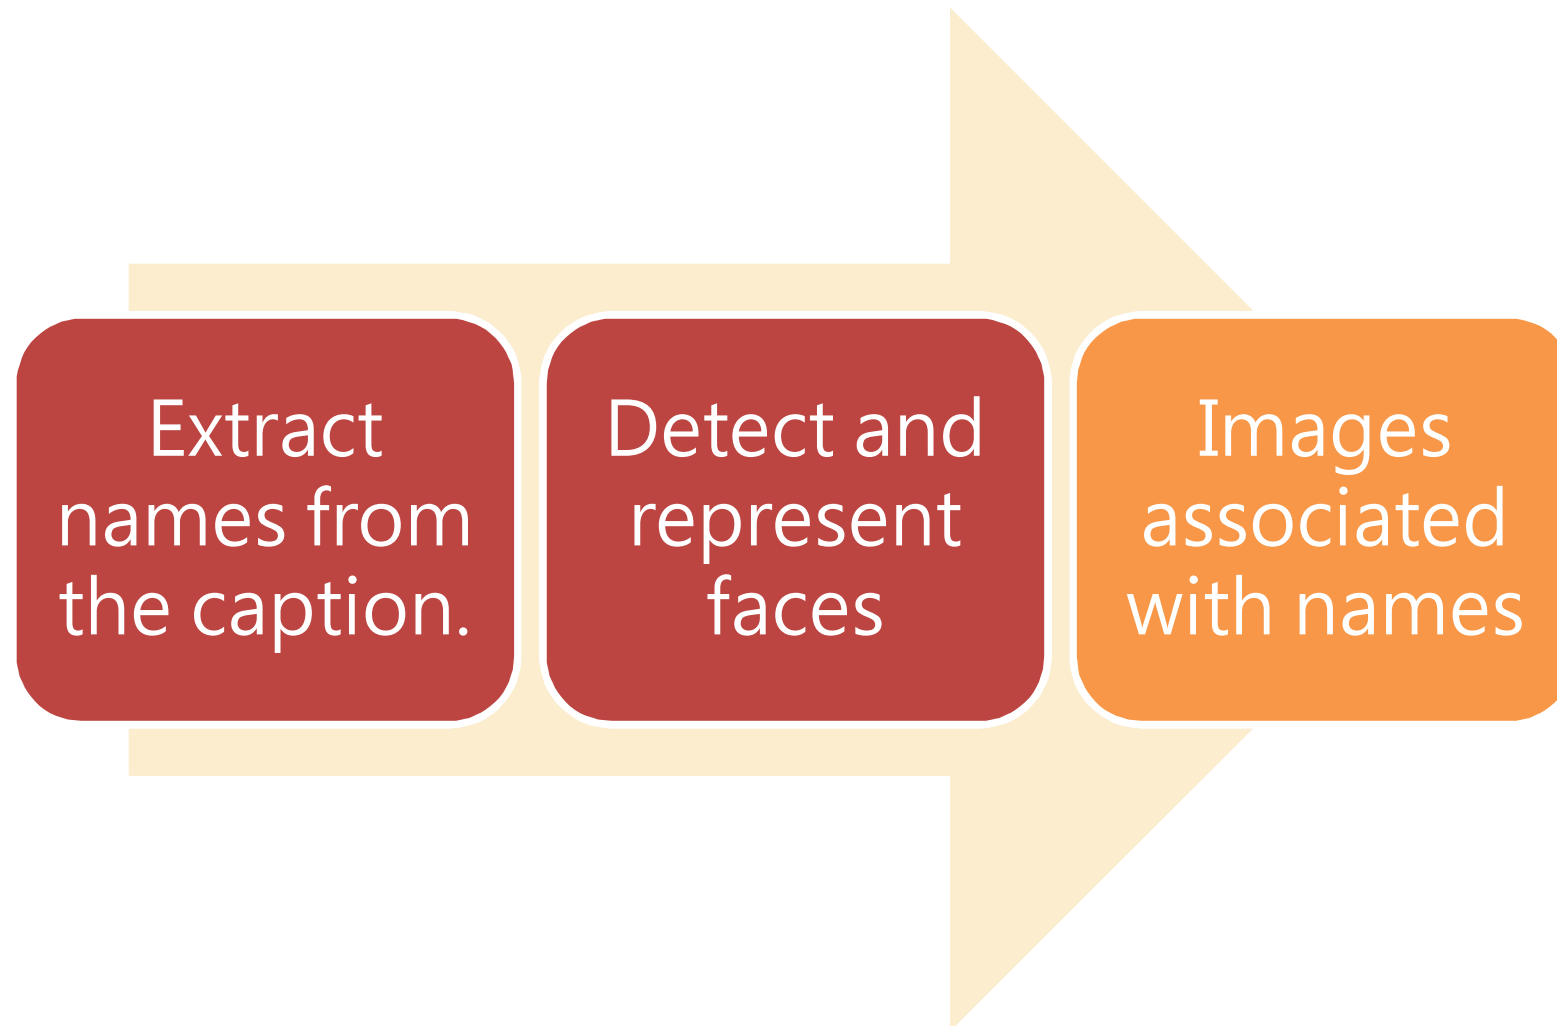 Extract
names from
the caption.
Detect and
represent
faces
Images
associated
with names